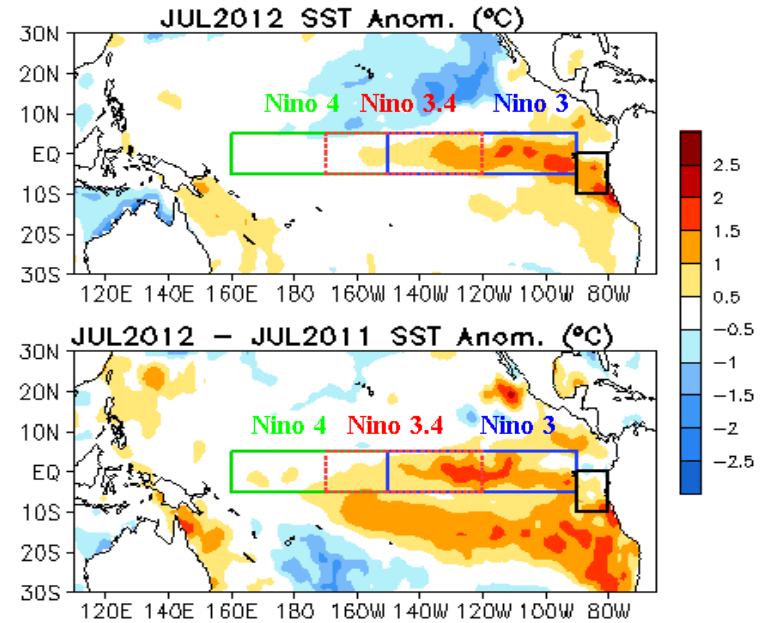 JUL2012 SST Anom. (ºC)
30N
20N
10N
EQ
10S
20S
30S
Nino 4 Nino 3.4 Nino 3
120E 140E 160E 180 160W 140W 120W 100W 80W
JUL2012 – JUL2011 SST Anom. (ºC)
30N
20N
10N
EQ
10S
20S
30S
Nino 4 Nino 3.4 Nino 3
120E 140E 160E 180 160W 140W 120W 100W 80W
2.5
2
1.5
1
0.5
-0.5
-1
-1.5
-2
-2.5